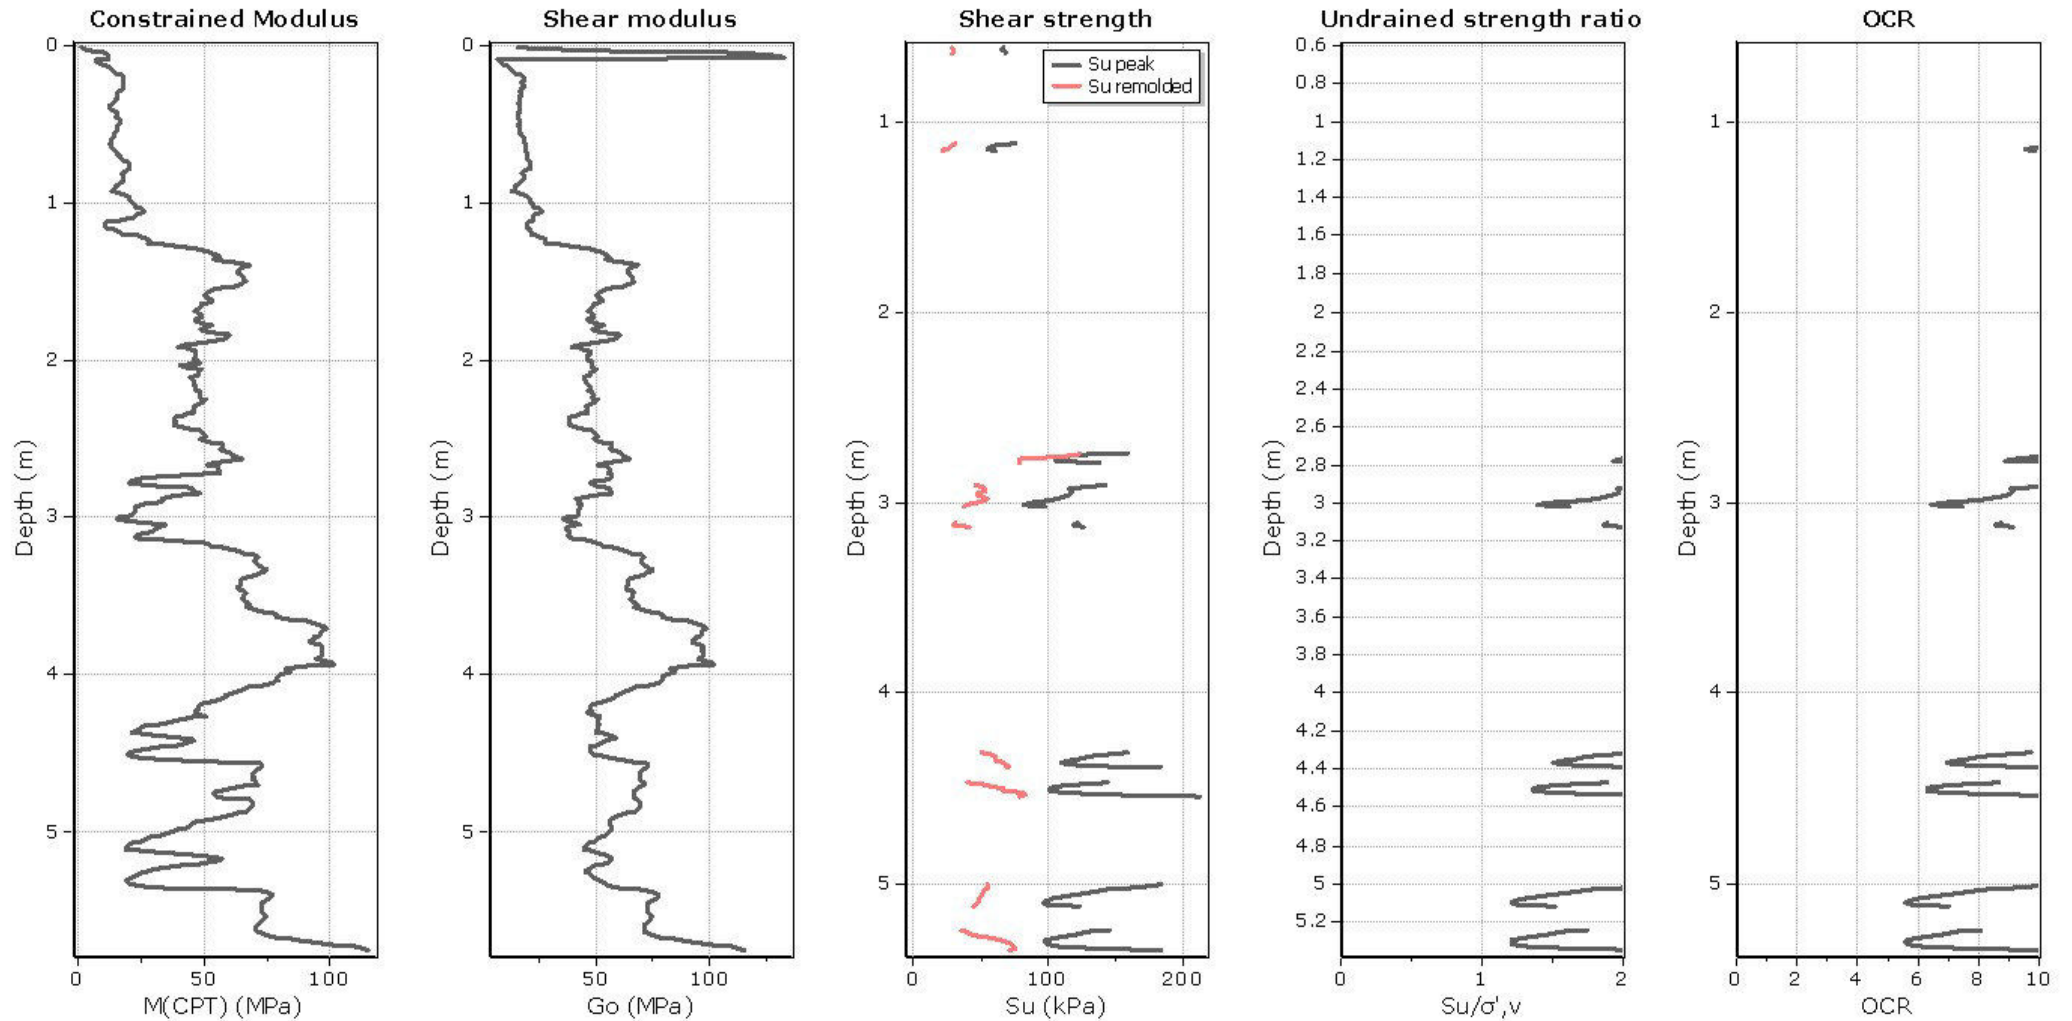 Constrained Modulus
Depth (m)
0
1
2
3
4
5
0 50 100
M(CPT) (MPa)
Shear modulus
Depth (m)
0
1
2
3
4
5
50 100
Go (MPa)
Shear strength
Su peak
Su remolded
Depth (m)
1
2
3
4
5
0 100 200
Su (kPa)
Undrained strength ratio
Depth (m)
0.6
0.8
1
1.2
1.4
1.6
1.8
2
2.2
2.4
2.6
2.8
3
3.2
3.4
3.6
3.8
4
4.2
4.4
4.6
4.8
5
5.2
0 1 2
Su/σ',v
OCR
Depth (m)
1
2
3
4
5
0 2 4 6 8 10
OCR